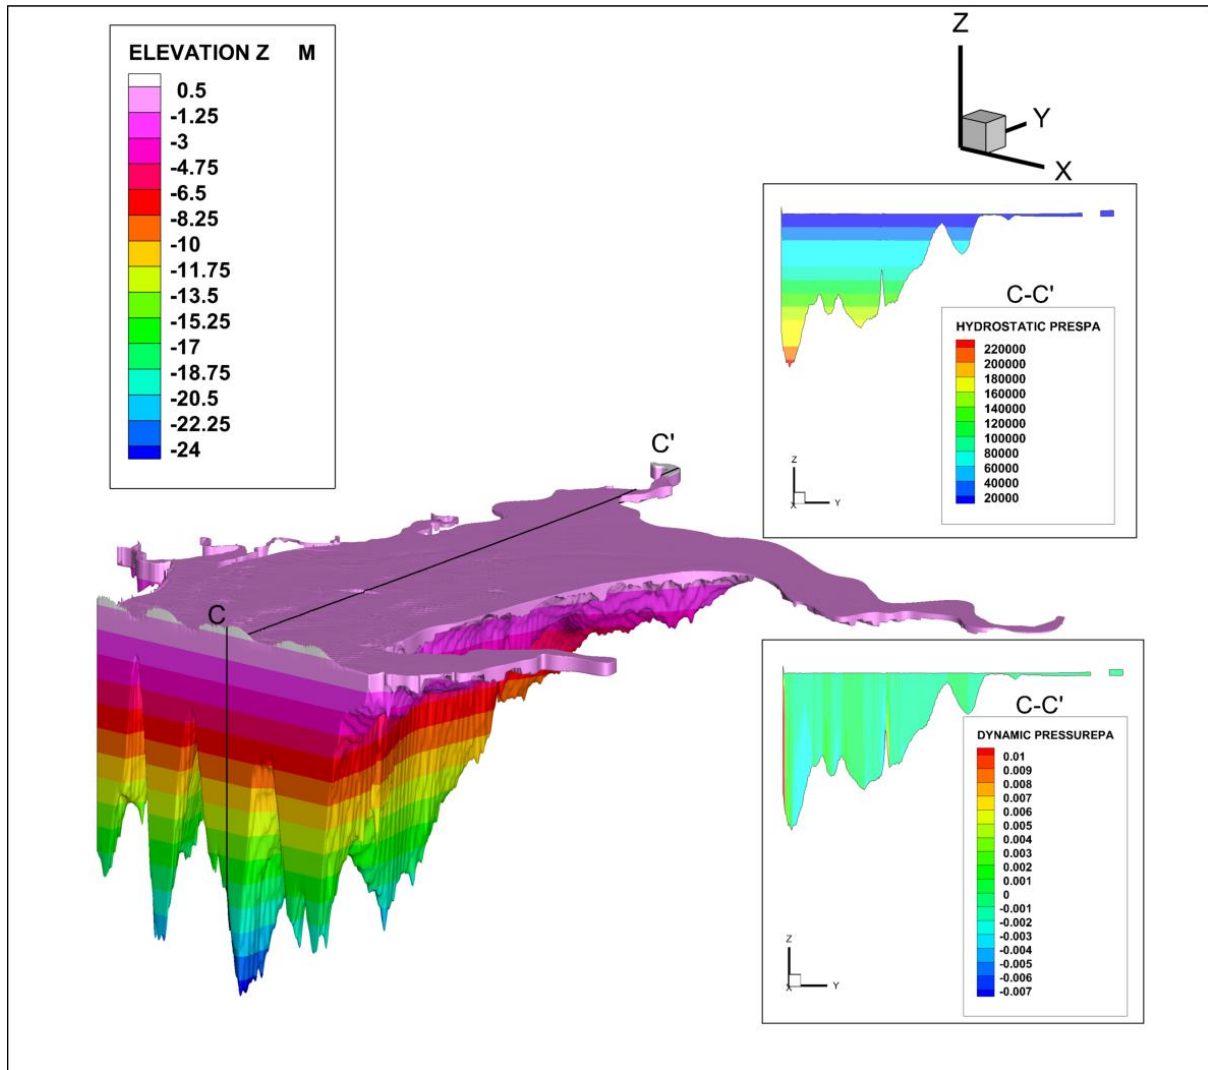 ELEVATION Z M
0.5
-1.25
-3
-4.75
-6.5
-8.25
-10
-11.75
-13.5
-15.25
-17
-18.75
-20.5
-22.25
-24
Z
Y
X
C-C'
HYDROSTATIC PRESPA
220000
200000
180000
160000
140000
120000
100000
80000
60000
40000
20000
Z
X
Y
C'
C
C-C'
DYNAMIC PRESSUREPA
0.01
0.009
0.008
0.007
0.006
0.005
0.004
0.003
0.002
0.001
0
-0.001
-0.002
-0.003
-0.004
-0.005
-0.006
-0.007
Z
X
Y